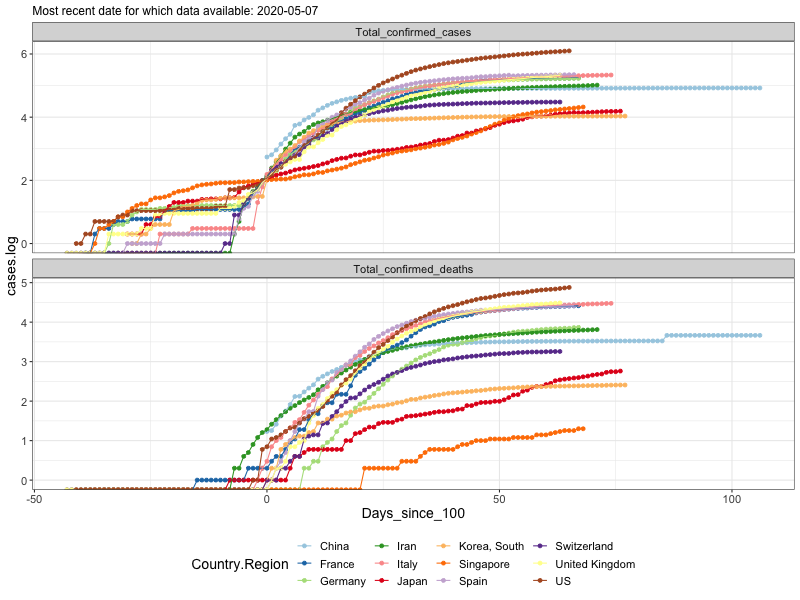 Most recent date for which data available: 2020-05-07
Total_confirmed_cases
6
4
2
0
cases.log
Total_confirmed_deaths
5
4
3
2
1
0
-50 0 50 100
Days_since_100
Country.Region
China Iran Korea, South Switzerland
France Italy Singapore United Kingdom
Germany Japan Spain US